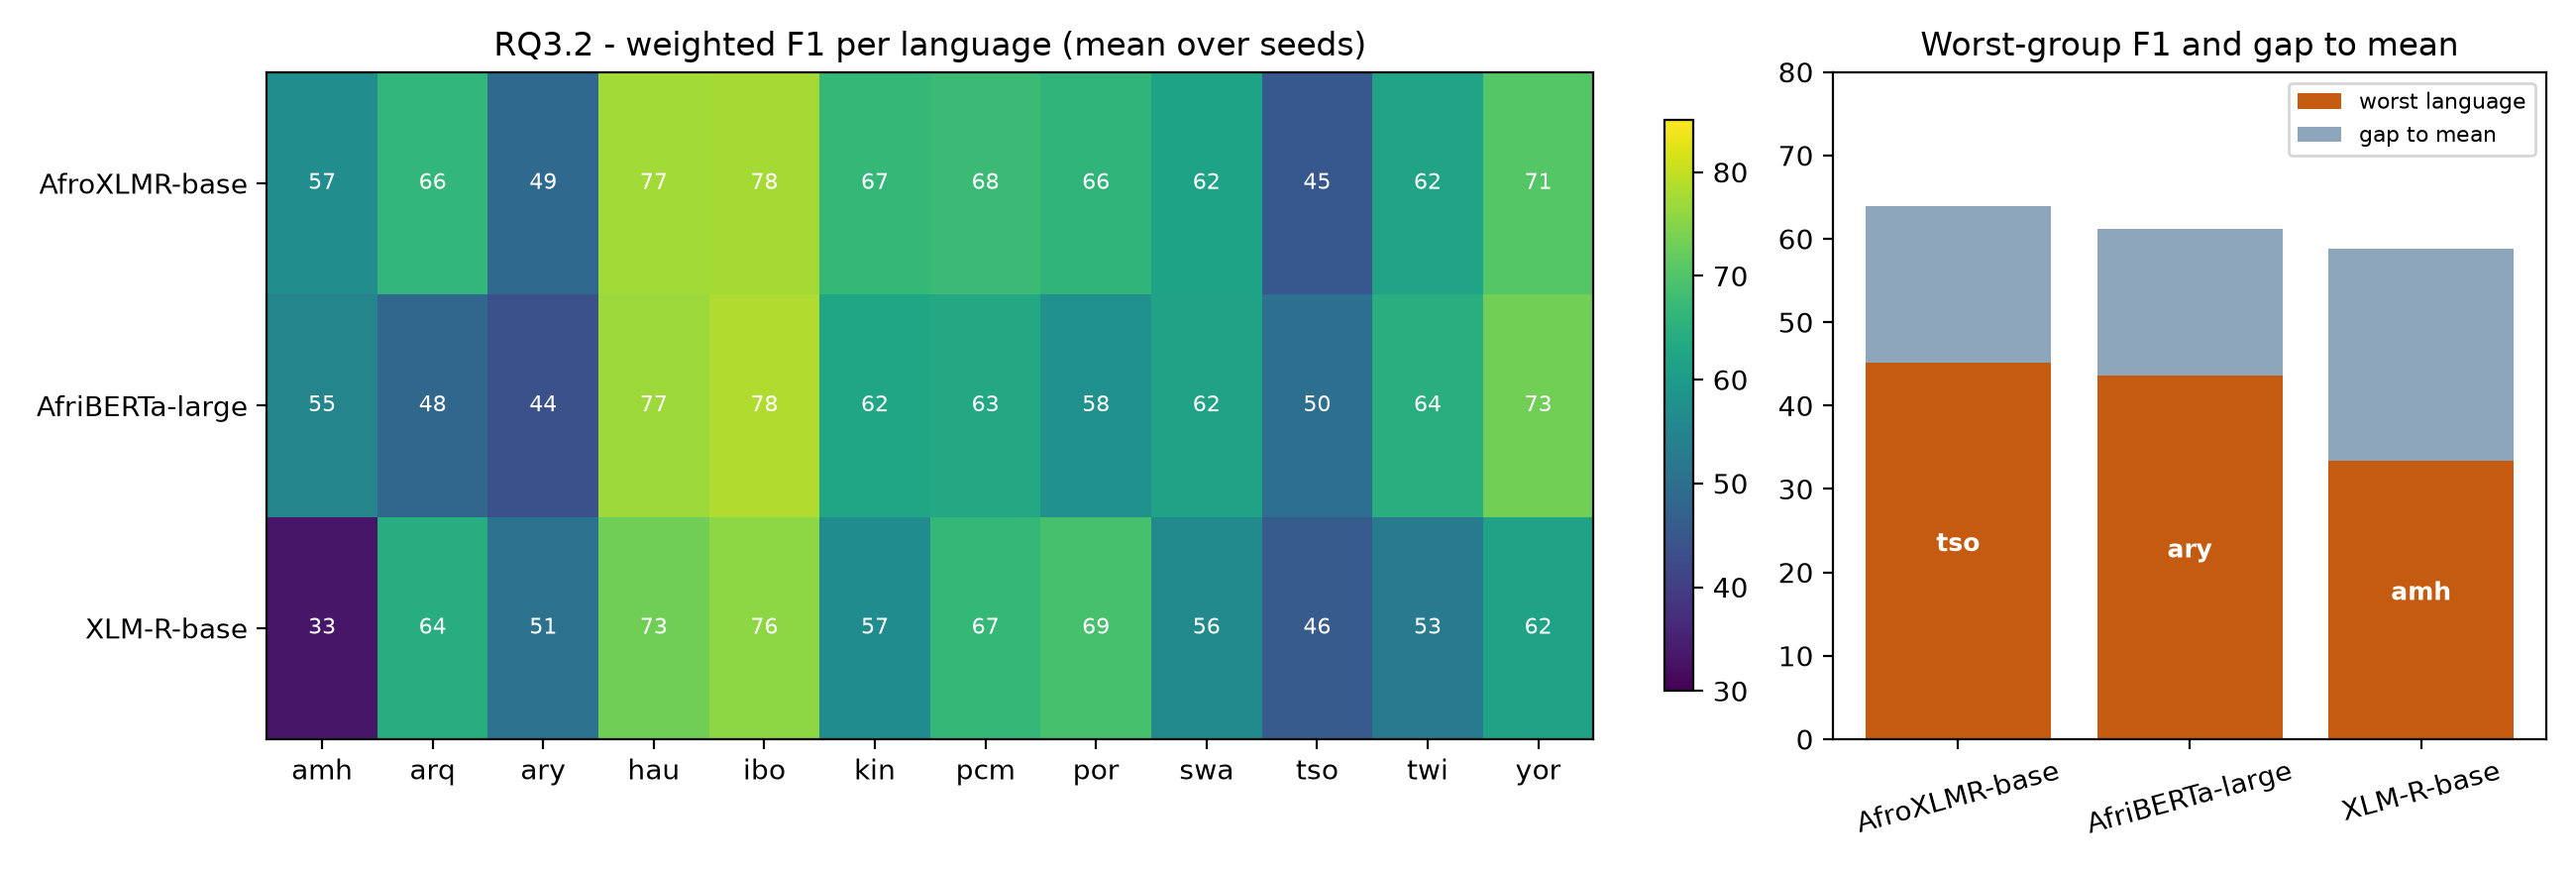 RQ3.2 - weighted F1 per language (mean over seeds)
AfroXLMR-base 57 66 49 77 78 67 68 66 62 45 62 71
AfriBERTa-large 55 48 44 77 78 62 63 58 62 50 64 73
XLM-R-base 33 64 51 73 76 57 67 69 56 46 53 62
amh arq ary hau ibo kin pcm por swa tso twi yor
80
70
60
50
40
30
Worst-group F1 and gap to mean
worst language
gap to mean
80
70
60
50
40
30
20
10
0
tso
ary
amh
AfroXLMR-base
AfriBERTa-large
XLM-R-base